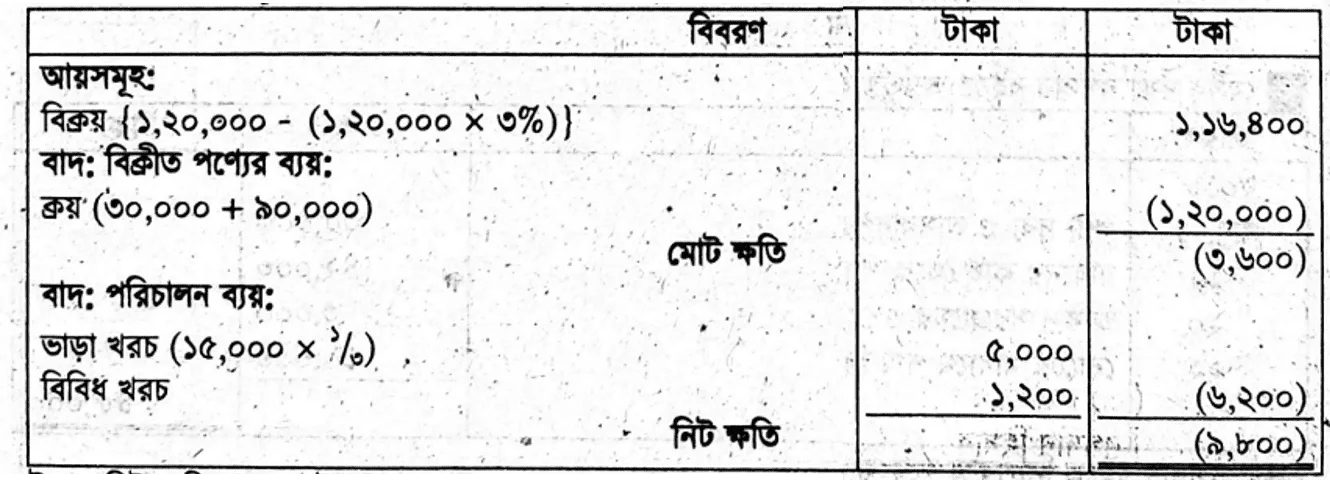 বিবরণ টাকা টাকা
আয়সমূহ:
বিক্রয় {১,২০,০০০ - (১,২০,০০০ × ৩%)} ১,১৬,৪০০
বাদ: বিক্রীত পণ্যের ব্যয়:
ক্রয় (৩০,০০০ + ৯০,০০০) (১,২০,০০০)
মোট ক্ষতি (৩,৬০০)
বাদ: পরিচালন ব্যয়:
ভাড়া খরচ (১৫,০০০ × ১/৩) ৫,০০০
বিবিধ খরচ ১,২০০ (৬,২০০)
নিট ক্ষতি (৯,৮০০)